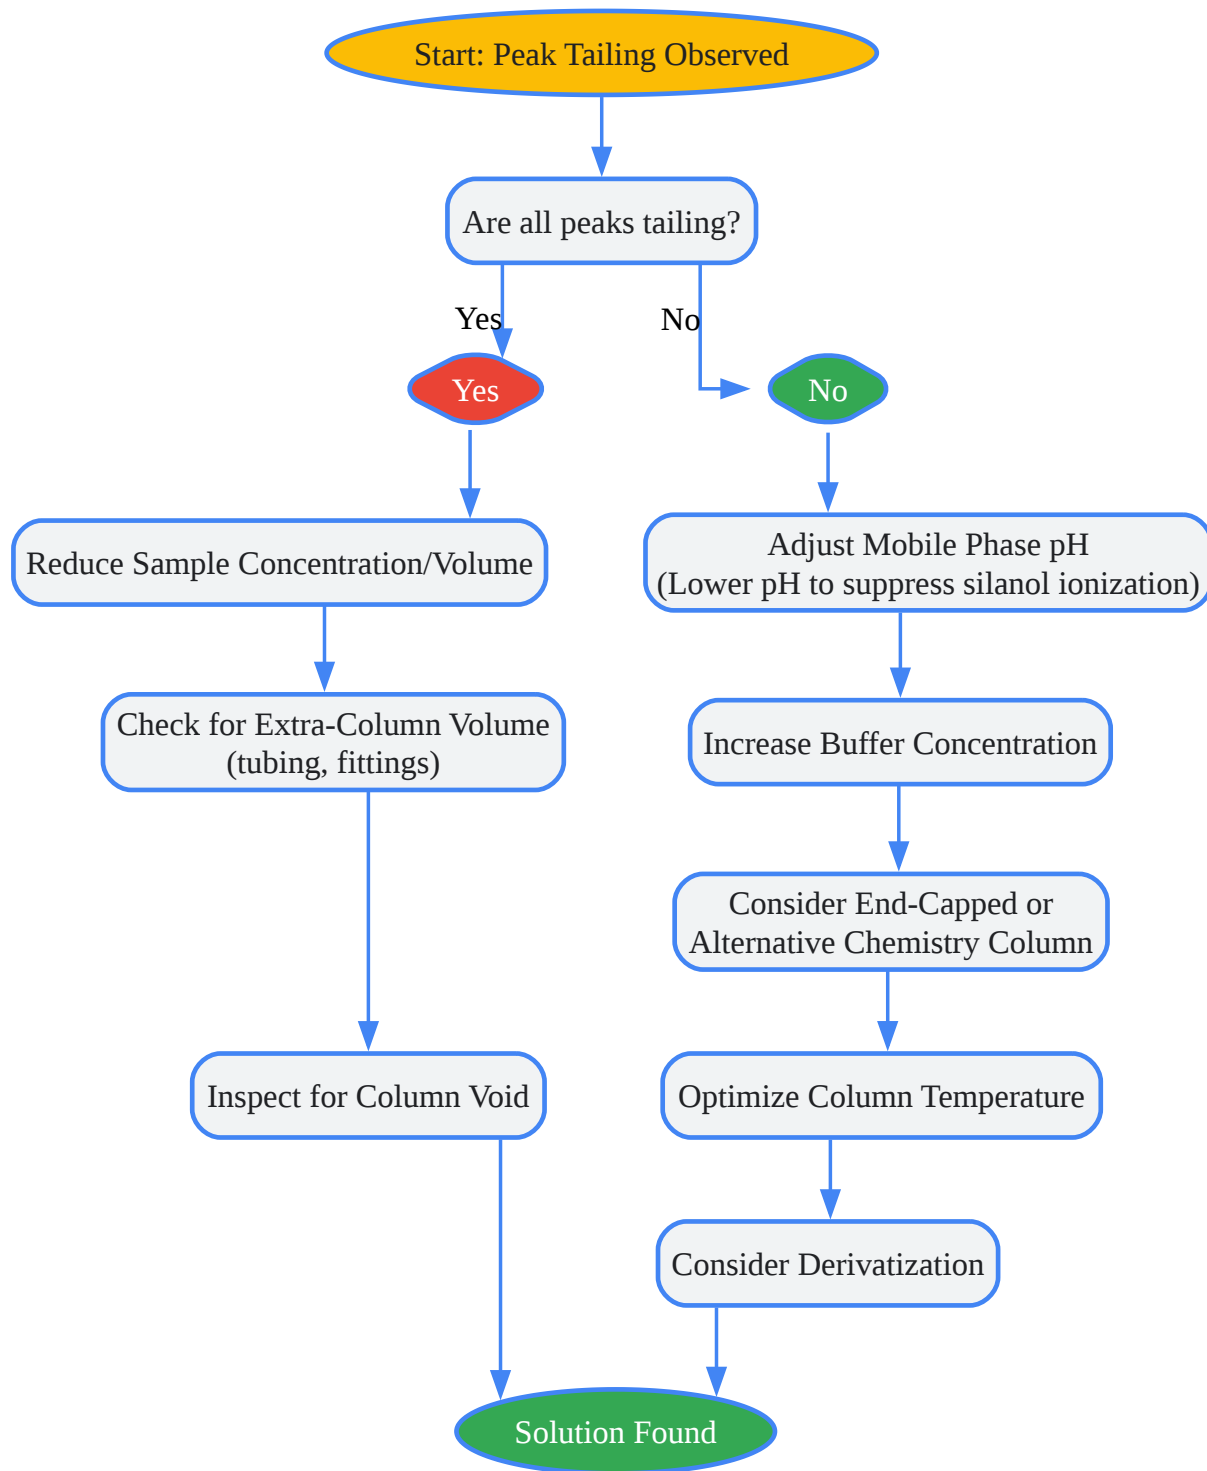 Start: Peak Tailing Observed
Are all peaks tailing?
Yes
No
Yes
No
Reduce Sample Concentration/Volume
Adjust Mobile Phase pH
(Lower pH to suppress silanol ionization)
Check for Extra-Column Volume
(tubing, fittings)
Increase Buffer Concentration
Consider End-Capped or
Alternative Chemistry Column
Inspect for Column Void
Optimize Column Temperature
Consider Derivatization
Solution Found